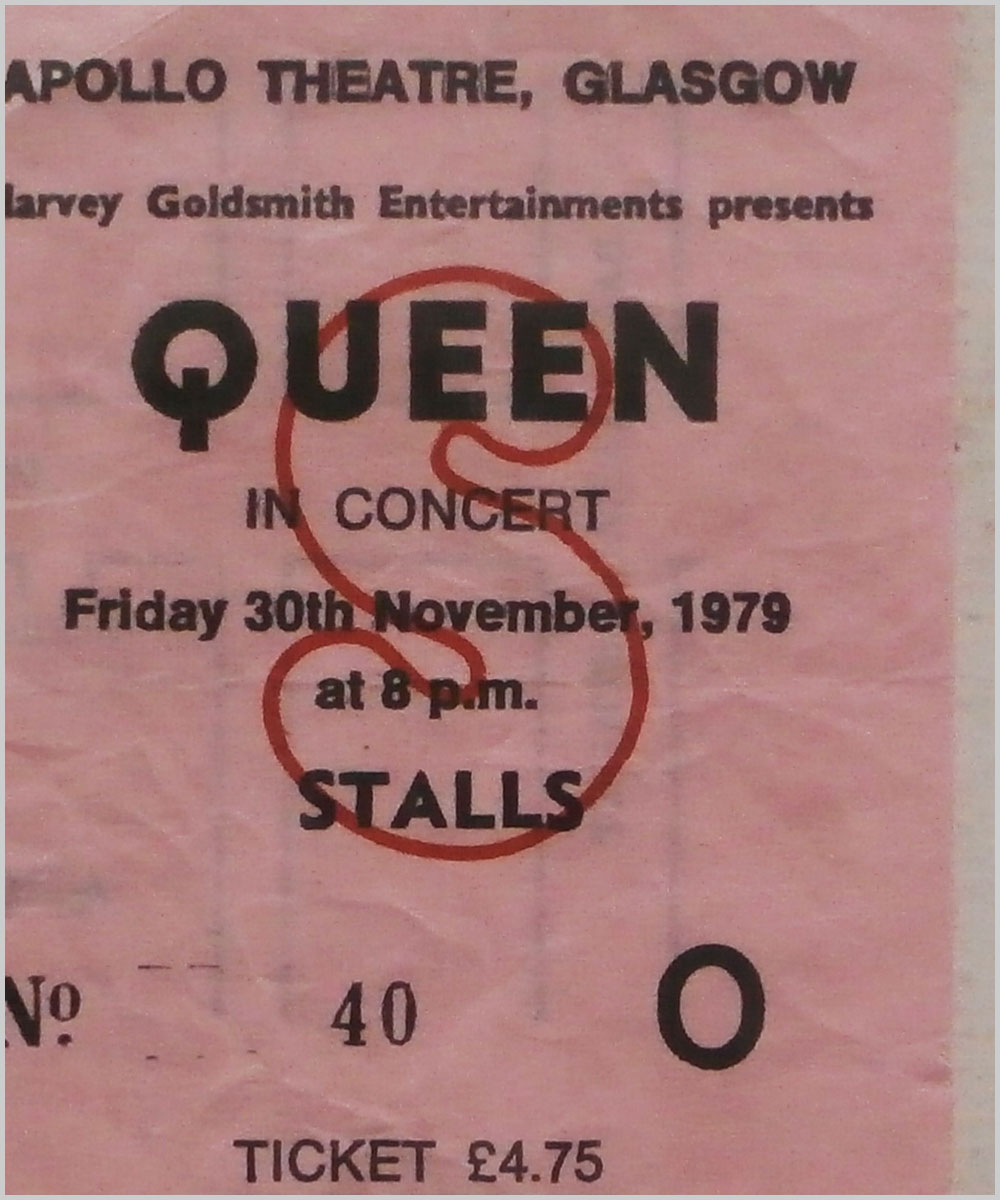 APOLLO THEATRE, GLASGOW
Harvey Goldsmith Entertainments presents
QUEEN
S
IN CONCERT
Friday 30th November, 1979
at 8 p.m.
STALLS
Nº 40 O
TICKET £4.75